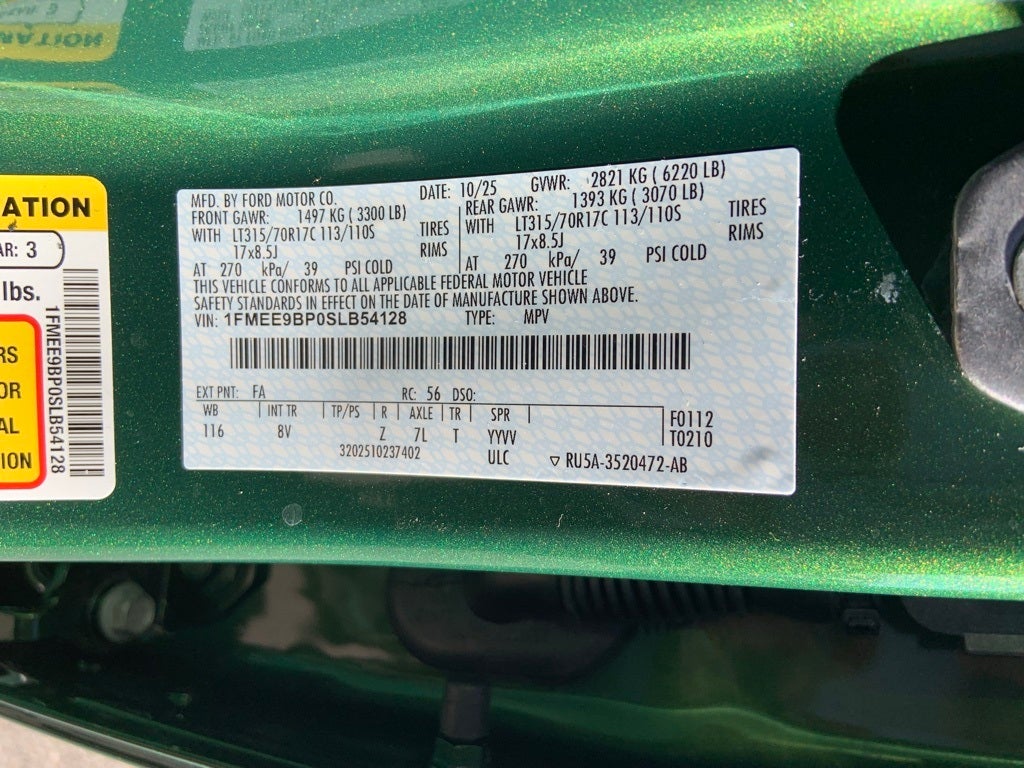 ATION
AR: 3
lbs.
RS
OR
AL
ION
1FMEE9BP0SLB54128
MFD. BY FORD MOTOR CO. DATE: 10/25 GVWR: 2821 KG ( 6220 LB)
FRONT GAWR: 1497 KG ( 3300 LB) REAR GAWR: 1393 KG ( 3070 LB)
WITH LT315/70R17C 113/110S TIRES WITH LT315/70R17C 113/110S TIRES
17x8.5J RIMS 17x8.5J RIMS
AT 270 kPa/ 39 PSI COLD AT 270 kPa/ 39 PSI COLD
THIS VEHICLE CONFORMS TO ALL APPLICABLE FEDERAL MOTOR VEHICLE
SAFETY STANDARDS IN EFFECT ON THE DATE OF MANUFACTURE SHOWN ABOVE.
VIN: 1FMEE9BP0SLB54128 TYPE: MPV
EXT PNT: FA RC: 56 DSO:
WB INT TR TP/PS R AXLE TR SPR F0112
116 8V Z 7L T YYVV T0210
3202510237402 ULC ▽ RU5A-3520472-AB